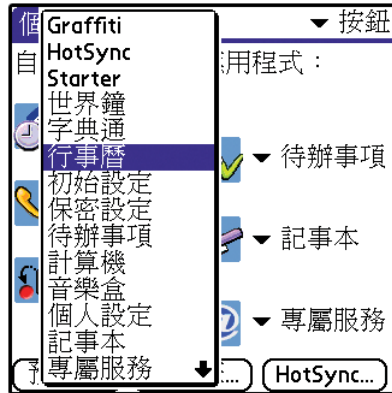 個
▼ 按鈕
自
用程式：
Graffiti
HotSync
Starter
世界鐘
字典通
行事曆
初始設定
保密設定
待辦事項
計算機
音樂盒
個人設定
記事本
專屬服務
▼ 待辦事項
▼ 記事本
▼ 專屬服務
...)
HotSync...